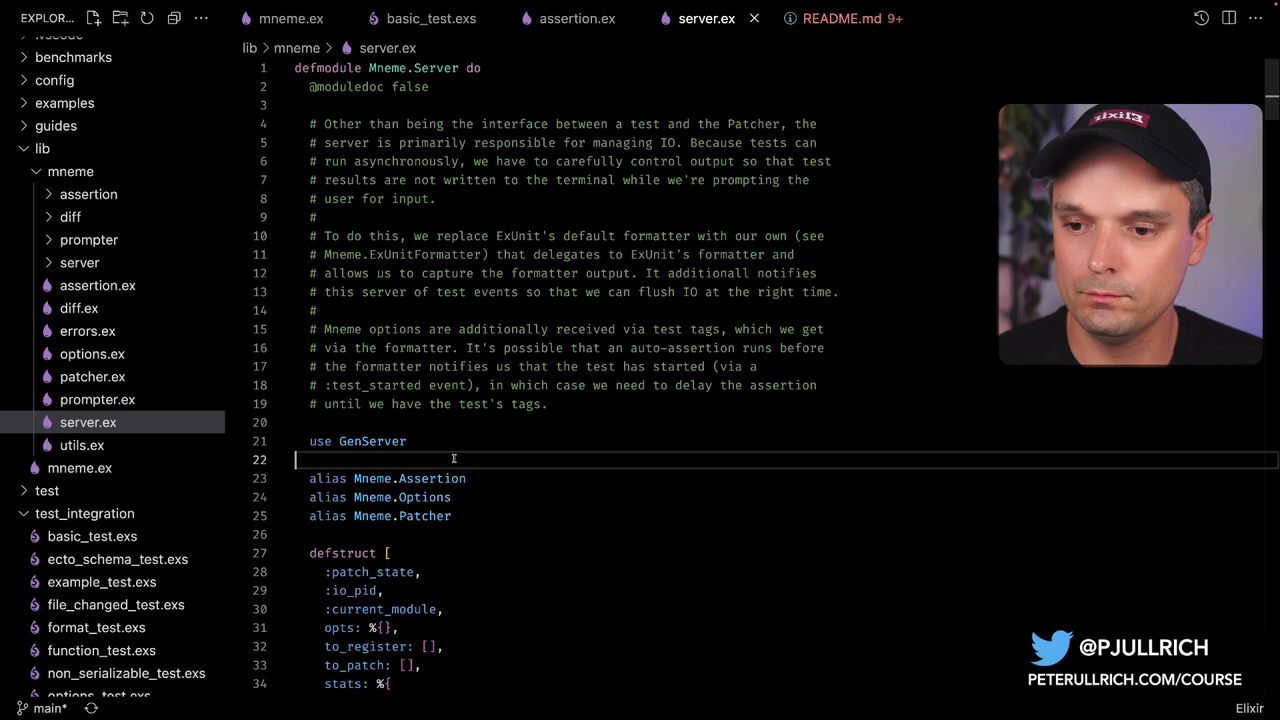 EXPLOR...
mneme.ex
basic_test.exs
assertion.ex
server.ex
README.md 9+
lib > mneme > server.ex
.vscode
benchmarks
config
examples
guides
lib
mneme
assertion
diff
prompter
server
assertion.ex
diff.ex
errors.ex
options.ex
patcher.ex
prompter.ex
server.ex
utils.ex
mneme.ex
test
test_integration
basic_test.exs
ecto_schema_test.exs
example_test.exs
file_changed_test.exs
format_test.exs
function_test.exs
non_serializable_test.exs
options_test.exs
1 defmodule Mneme.Server do
2 @moduledoc false
3
4 # Other than being the interface between a test and the Patcher, the
5 # server is primarily responsible for managing IO. Because tests can
6 # run asynchronously, we have to carefully control output so that test
7 # results are not written to the terminal while we're prompting the
8 # user for input.
9 #
10 # To do this, we replace ExUnit's default formatter with our own (see
11 # Mneme.ExUnitFormatter) that delegates to ExUnit's formatter and
12 # allows us to capture the formatter output. It additionall notifies
13 # this server of test events so that we can flush IO at the right time.
14 #
15 # Mneme options are additionally received via test tags, which we get
16 # via the formatter. It's possible that an auto-assertion runs before
17 # the formatter notifies us that the test has started (via a
18 # :test_started event), in which case we need to delay the assertion
19 # until we have the test's tags.
20
21 use GenServer
22
23 alias Mneme.Assertion
24 alias Mneme.Options
25 alias Mneme.Patcher
26
27 defstruct [
28 :patch_state,
29 :io_pid,
30 :current_module,
31 opts: %{},
32 to_register: [],
33 to_patch: [],
34 stats: %{
elixir
@PJULLRICH
PETERULLRICH.COM/COURSE
main*
Elixir